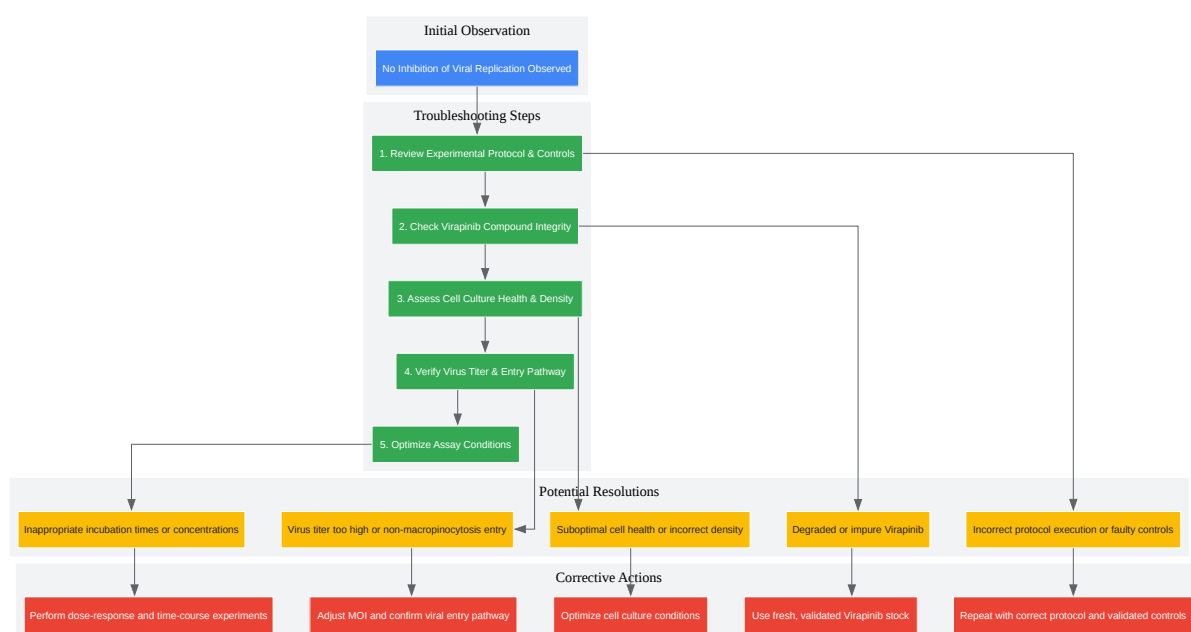 Initial Observation
No Inhibition of Viral Replication Observed
Troubleshooting Steps
1. Review Experimental Protocol & Controls
2. Check Virapinib Compound Integrity
3. Assess Cell Culture Health & Density
4. Verify Virus Titer & Entry Pathway
5. Optimize Assay Conditions
Potential Resolutions
Inappropriate incubation times or concentrations
Virus titer too high or non-macropinocytosis entry
Suboptimal cell health or incorrect density
Degraded or impure Virapinib
Incorrect protocol execution or faulty controls
Corrective Actions
Perform dose-response and time-course experiments
Adjust MOI and confirm viral entry pathway
Optimize cell culture conditions
Use fresh, validated Virapinib stock
Repeat with correct protocol and validated controls